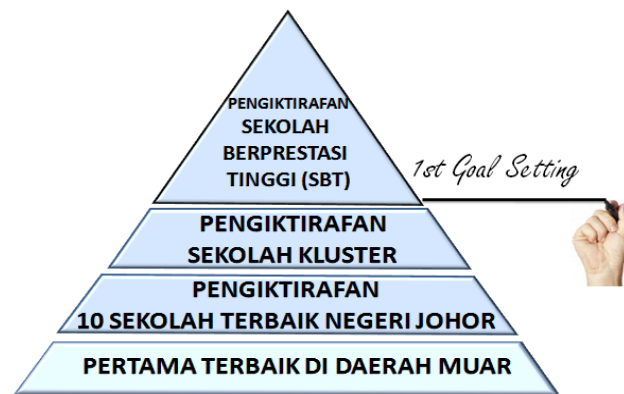 PENGIKTIRAFAN
SEKOLAH
BERPRESTASI
TINGGI (SBT)
1st Goal Setting
PENGIKTIRAFAN
SEKOLAH KLUSTER
PENGIKTIRAFAN
10 SEKOLAH TERBAIK NEGERI JOHOR
PERTAMA TERBAIK DI DAERAH MUAR